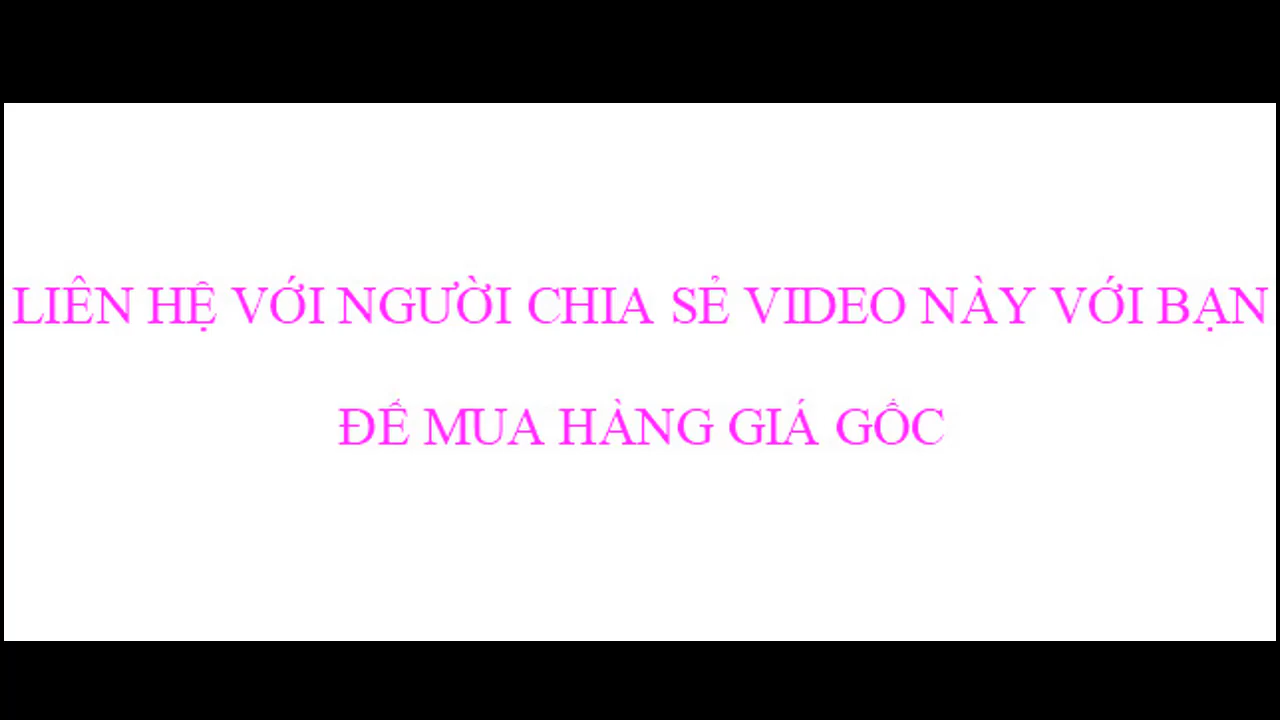 LIÊN HỆ VỚI NGƯỜI CHIA SẺ VIDEO NÀY VỚI BẠN
ĐỂ MUA HÀNG GIÁ GỐC